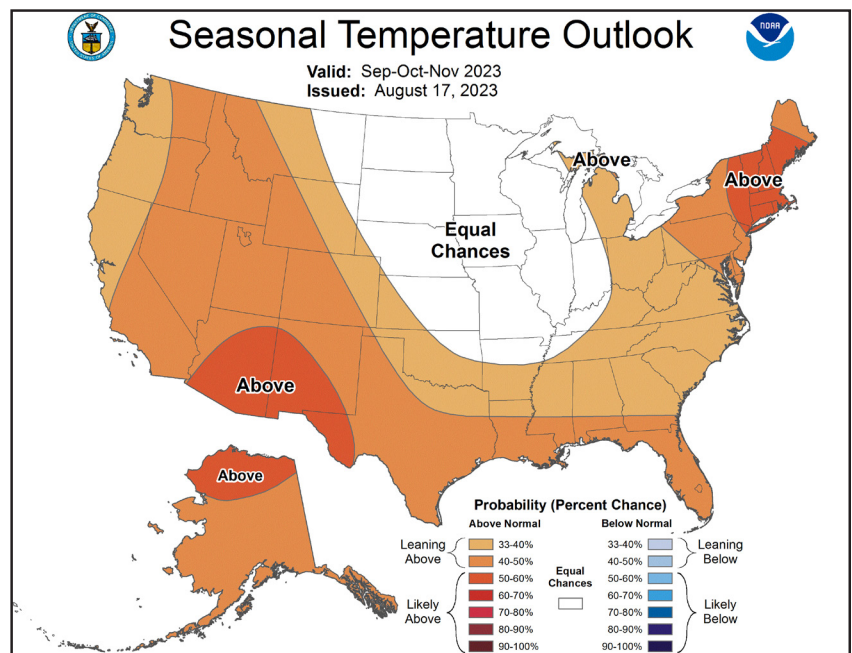 Seasonal Temperature Outlook
NOAA
Valid: Sep-Oct-Nov 2023
Issued: August 17, 2023
Above
Above
Equal
Chances
Above
Above
Probability (Percent Chance)
Above Normal
Below Normal
Leaning
Above
33-40%
40-50%
50-60%
60-70%
70-80%
80-90%
90-100%
Likely
Above
Equal
Chances
33-40%
40-50%
50-60%
60-70%
70-80%
80-90%
90-100%
Leaning
Below
Likely
Below